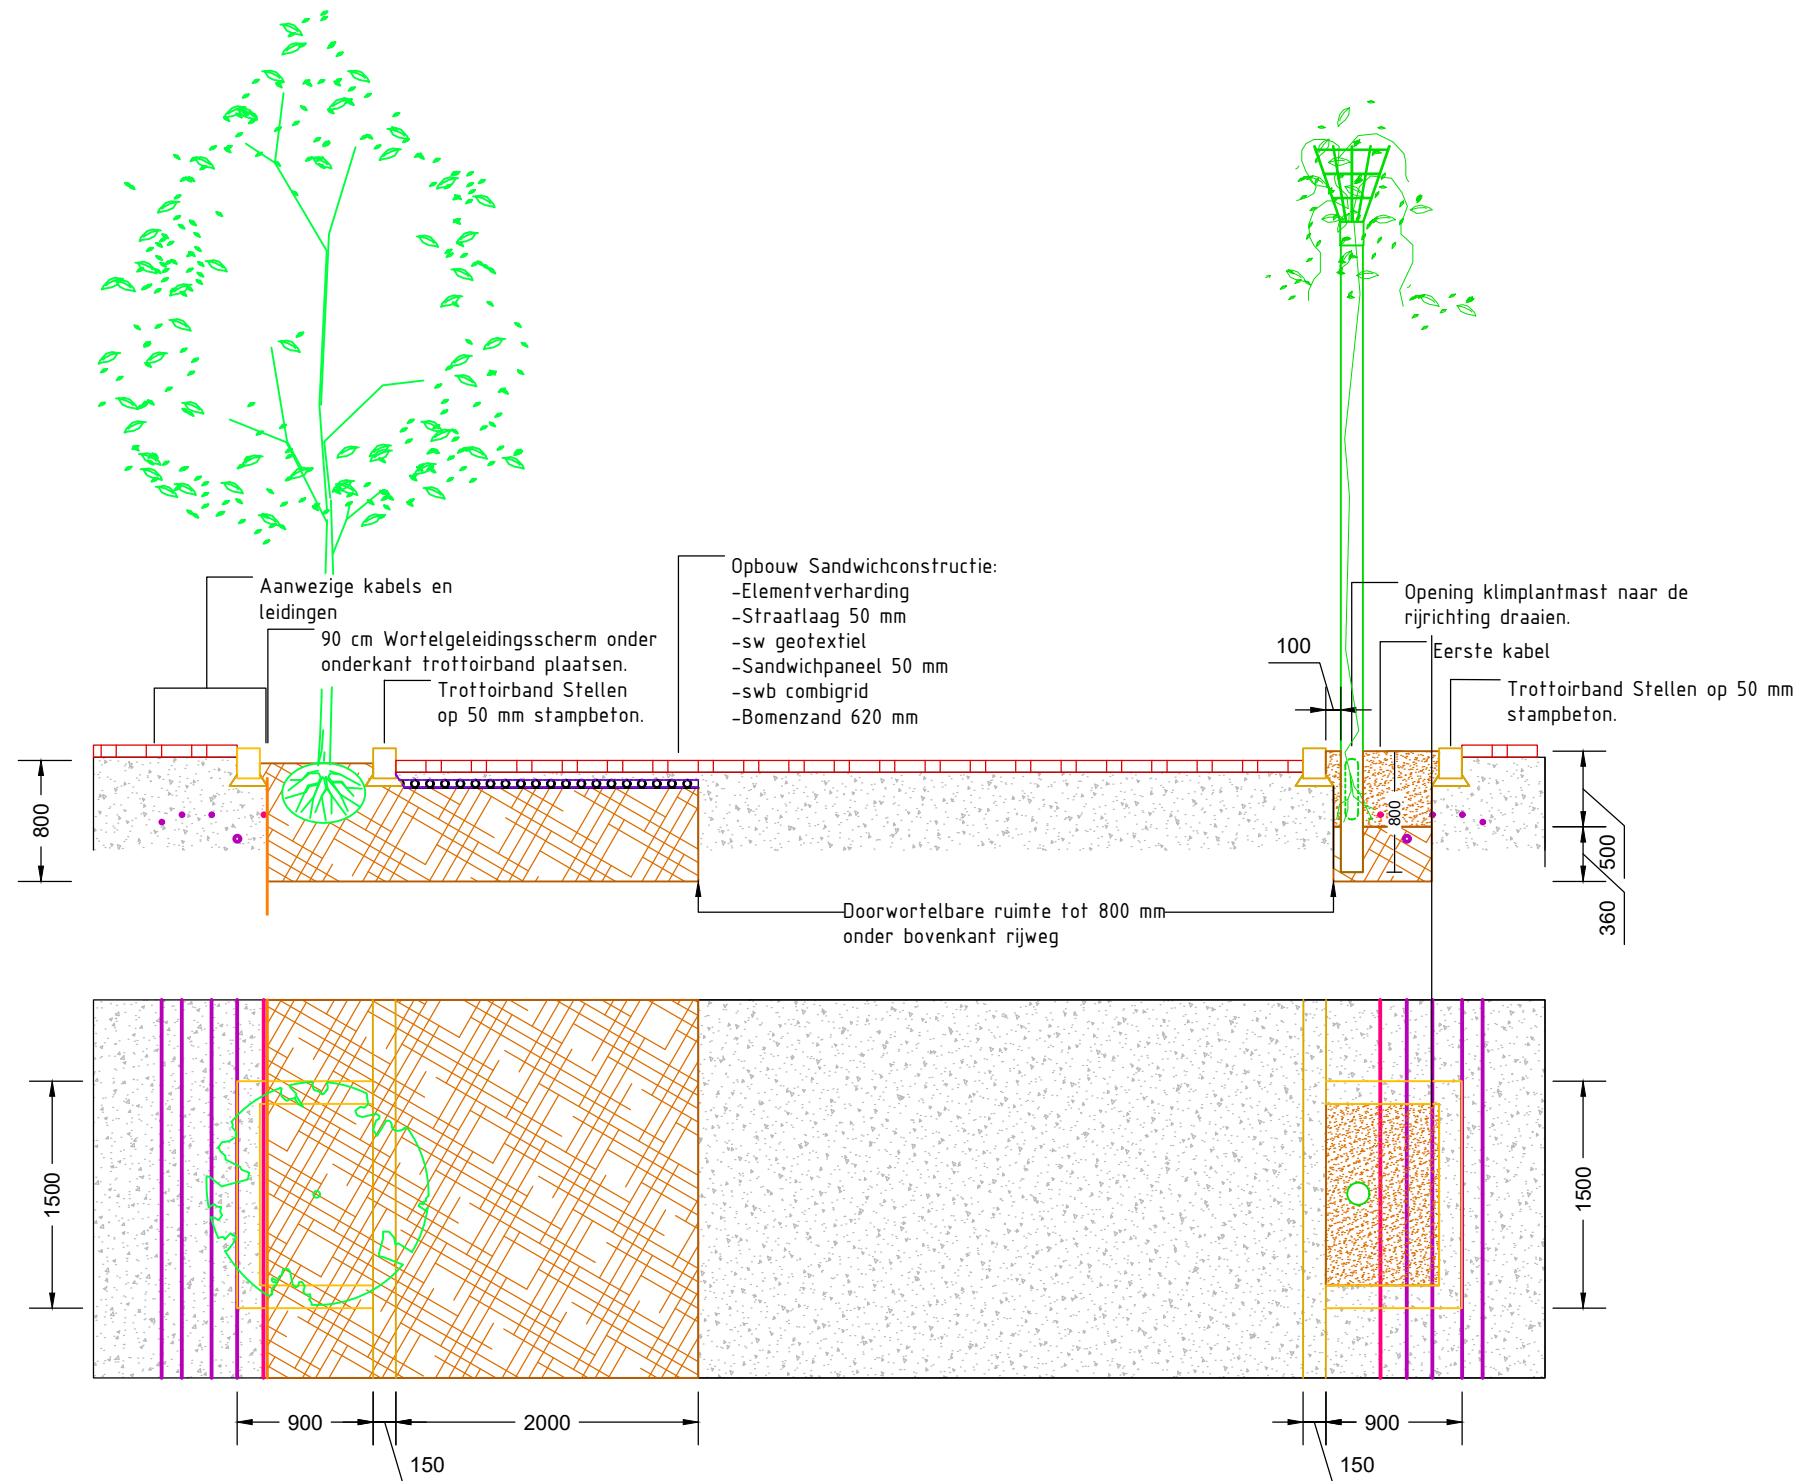 Aanwezige kabels en
leidingen
90 cm Wortelgeleidingsscherm onder
onderkant trottoirband plaatsen.
Trottoirband Stellen
op 50 mm stampbeton.
Opbouw Sandwichconstructie:
-Elementverharding
-Straatlaag 50 mm
-sw geotextiel
-Sandwichpaneel 50 mm
-swb combigrid
-Bomenzand 620 mm
Opening klimplantmast naar de
rijrichting draaien.
100
Eerste kabel
Trottoirband Stellen op 50 mm
stampbeton.
800
800
500
360
Doorwortelbare ruimte tot 800 mm
onder bovenkant rijweg
1500
1500
900
2000
150
900
150